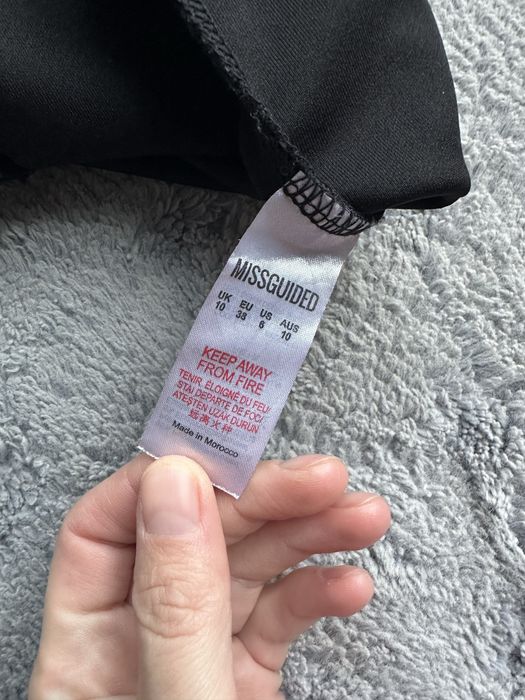 MISSGUIDED
UK EU US AUS
10 38 6 10
KEEP AWAY
FROM FIRE
TENIR. ÉLOIGNÉ DU FEU/
STAI DEPARTE DE FOC/
ATEŞTEN UZAK DURUN
远离火种
Made in Morocco